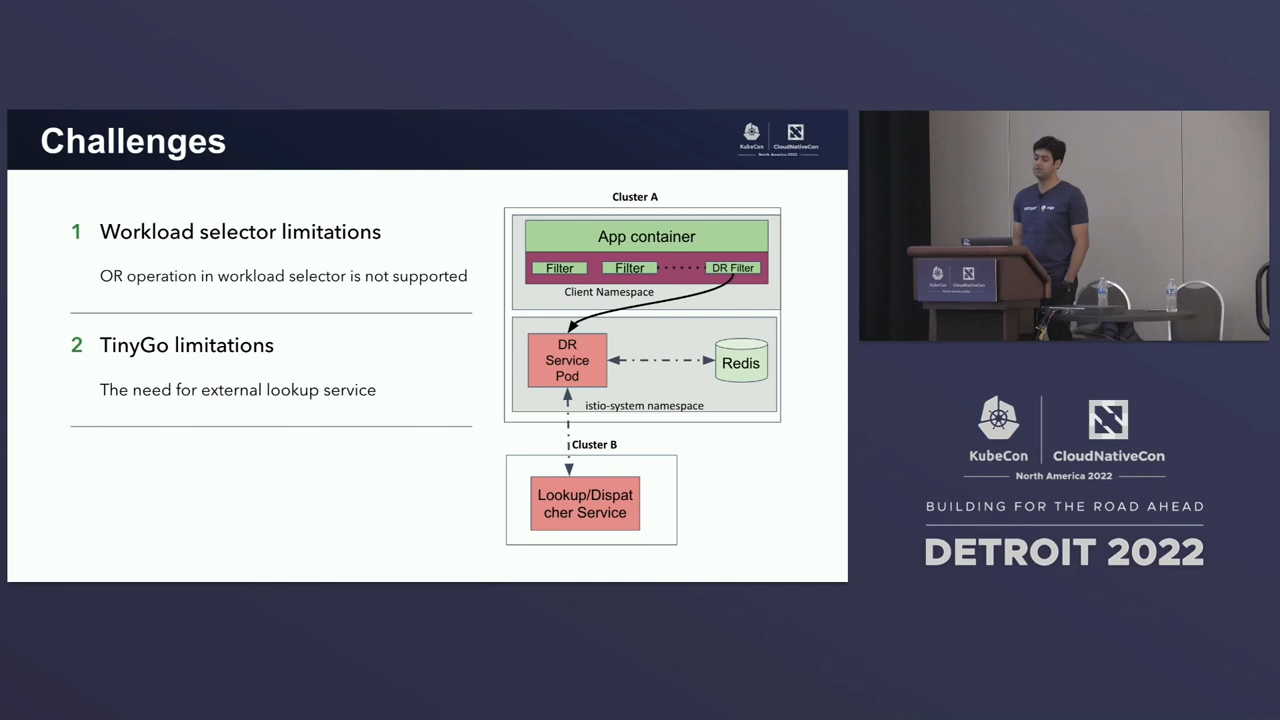 Challenges
KubeCon
CloudNativeCon
North America 2022
1 Workload selector limitations
OR operation in workload selector is not supported
2 TinyGo limitations
The need for external lookup service
Cluster A
App container
Filter
Filter
DR Filter
Client Namespace
DR
Service
Pod
Redis
istio-system namespace
Cluster B
Lookup/Dispat
cher Service
KubeCon
CloudNativeCon
North America 2022
BUILDING FOR THE ROAD AHEAD
DETROIT 2022